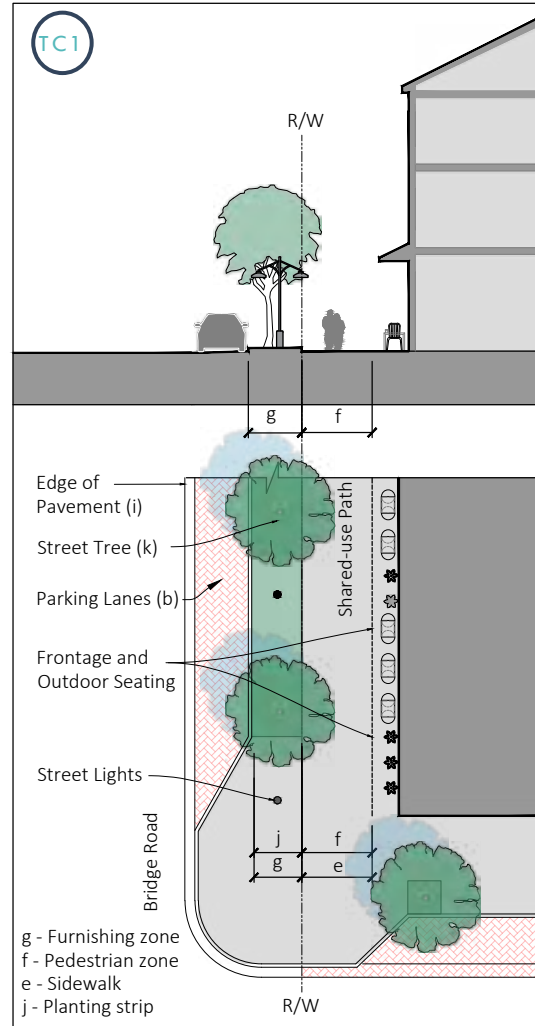 TC1
R/W
g
f
Edge of
Pavement (i)
Street Tree (k)
Parking Lanes (b)
Shared-use Path
Frontage and
Outdoor Seating
Street Lights
j
f
g
e
Bridge Road
g - Furnishing zone
f - Pedestrian zone
e - Sidewalk
j - Planting strip
R/W